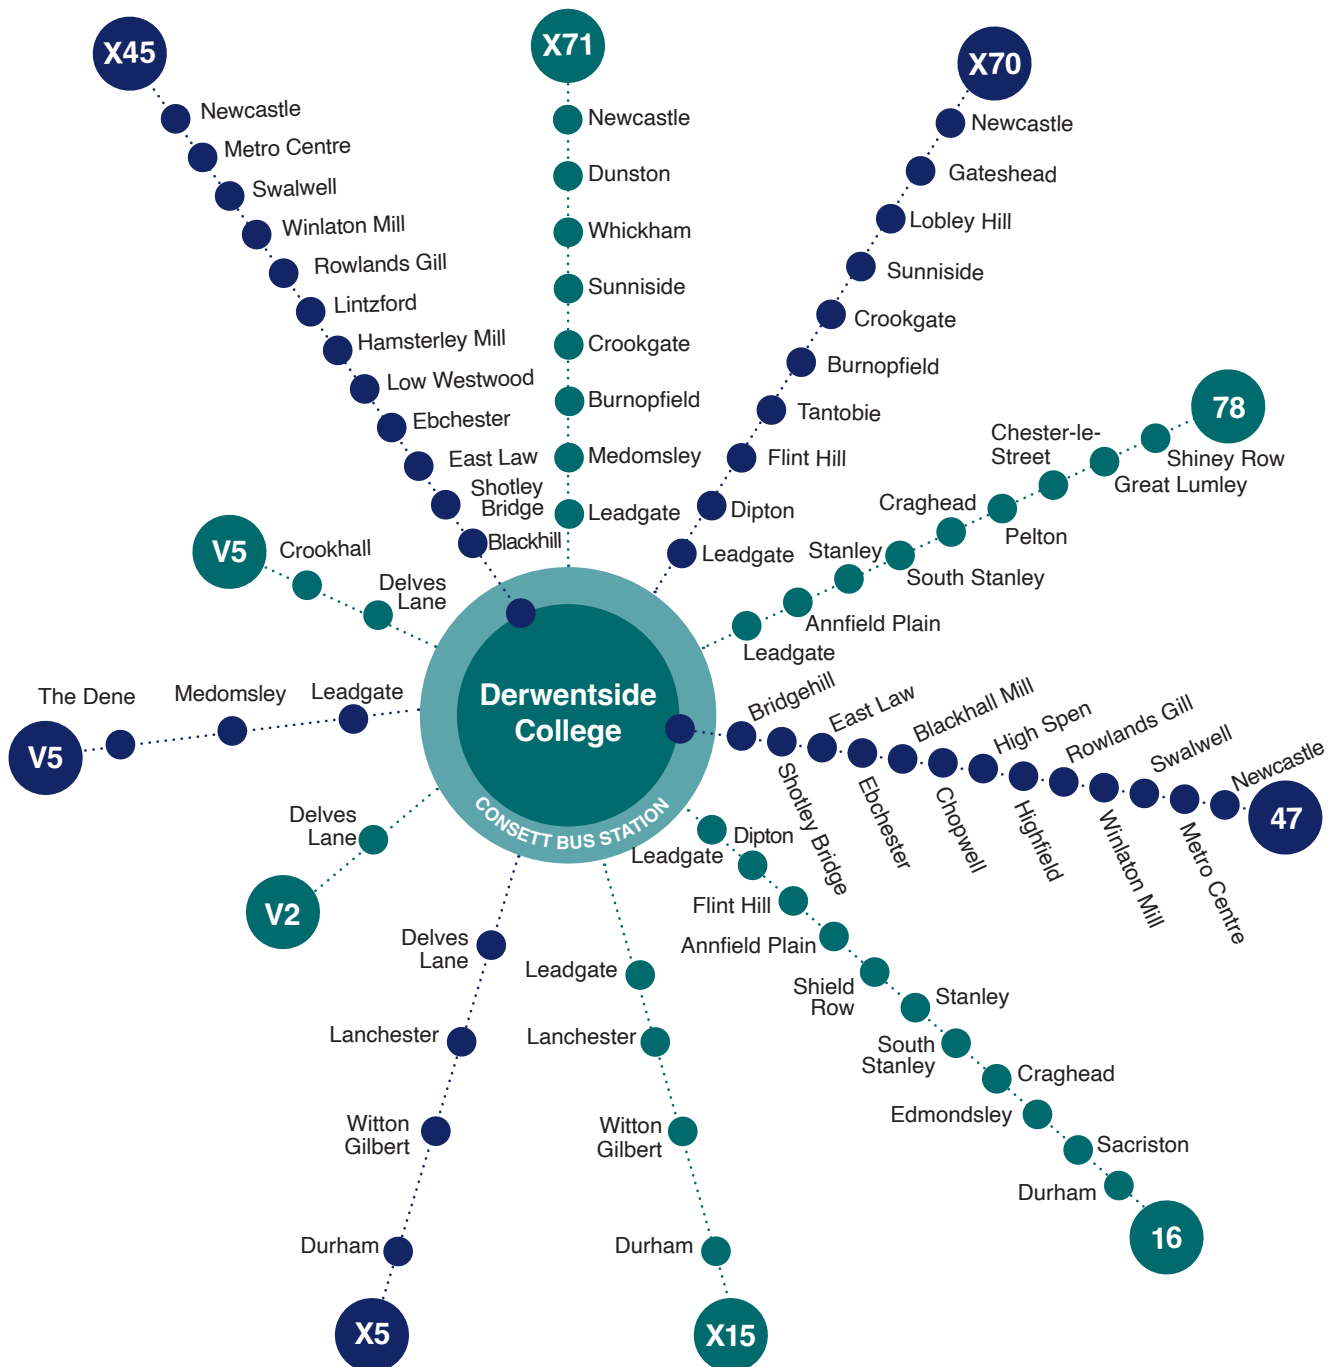 X45
Newcastle
Metro Centre
Swalwell
Winlaton Mill
Rowlands Gill
Lintzford
Hamsterley Mill
Low Westwood
Ebchester
East Law
Shotley
Bridge
Blackhill
X71
Newcastle
Dunston
Whickham
Sunniside
Crookgate
Burnopfield
Medomsley
Leadgate
X70
Newcastle
Gateshead
Lobley Hill
Sunniside
Crookgate
Burnopfield
Tantobie
Flint Hill
Dipton
Leadgate
78
Shiney Row
Great Lumley
Chester-le-
Street
Pelton
Craghead
South Stanley
Stanley
Annfield Plain
Leadgate
V5
Crookhall
Delves
Lane
Derwentside
College
CONSETT BUS STATION
Bridgehill
Shotley Bridge
East Law
Ebchester
Blackhall Mill
Chopwell
High Spen
Highfield
Rowlands Gill
Winlaton Mill
Swalwell
Metro Centre
Newcastle
47
The Dene
Medomsley
Leadgate
V5
Delves
Lane
V2
Leadgate
Dipton
Flint Hill
Annfield Plain
Shield
Row
Stanley
South
Stanley
Craghead
Edmondsley
Sacriston
Durham
16
Delves
Lane
Lanchester
Witton
Gilbert
Durham
X5
Leadgate
Lanchester
Witton
Gilbert
Durham
X15